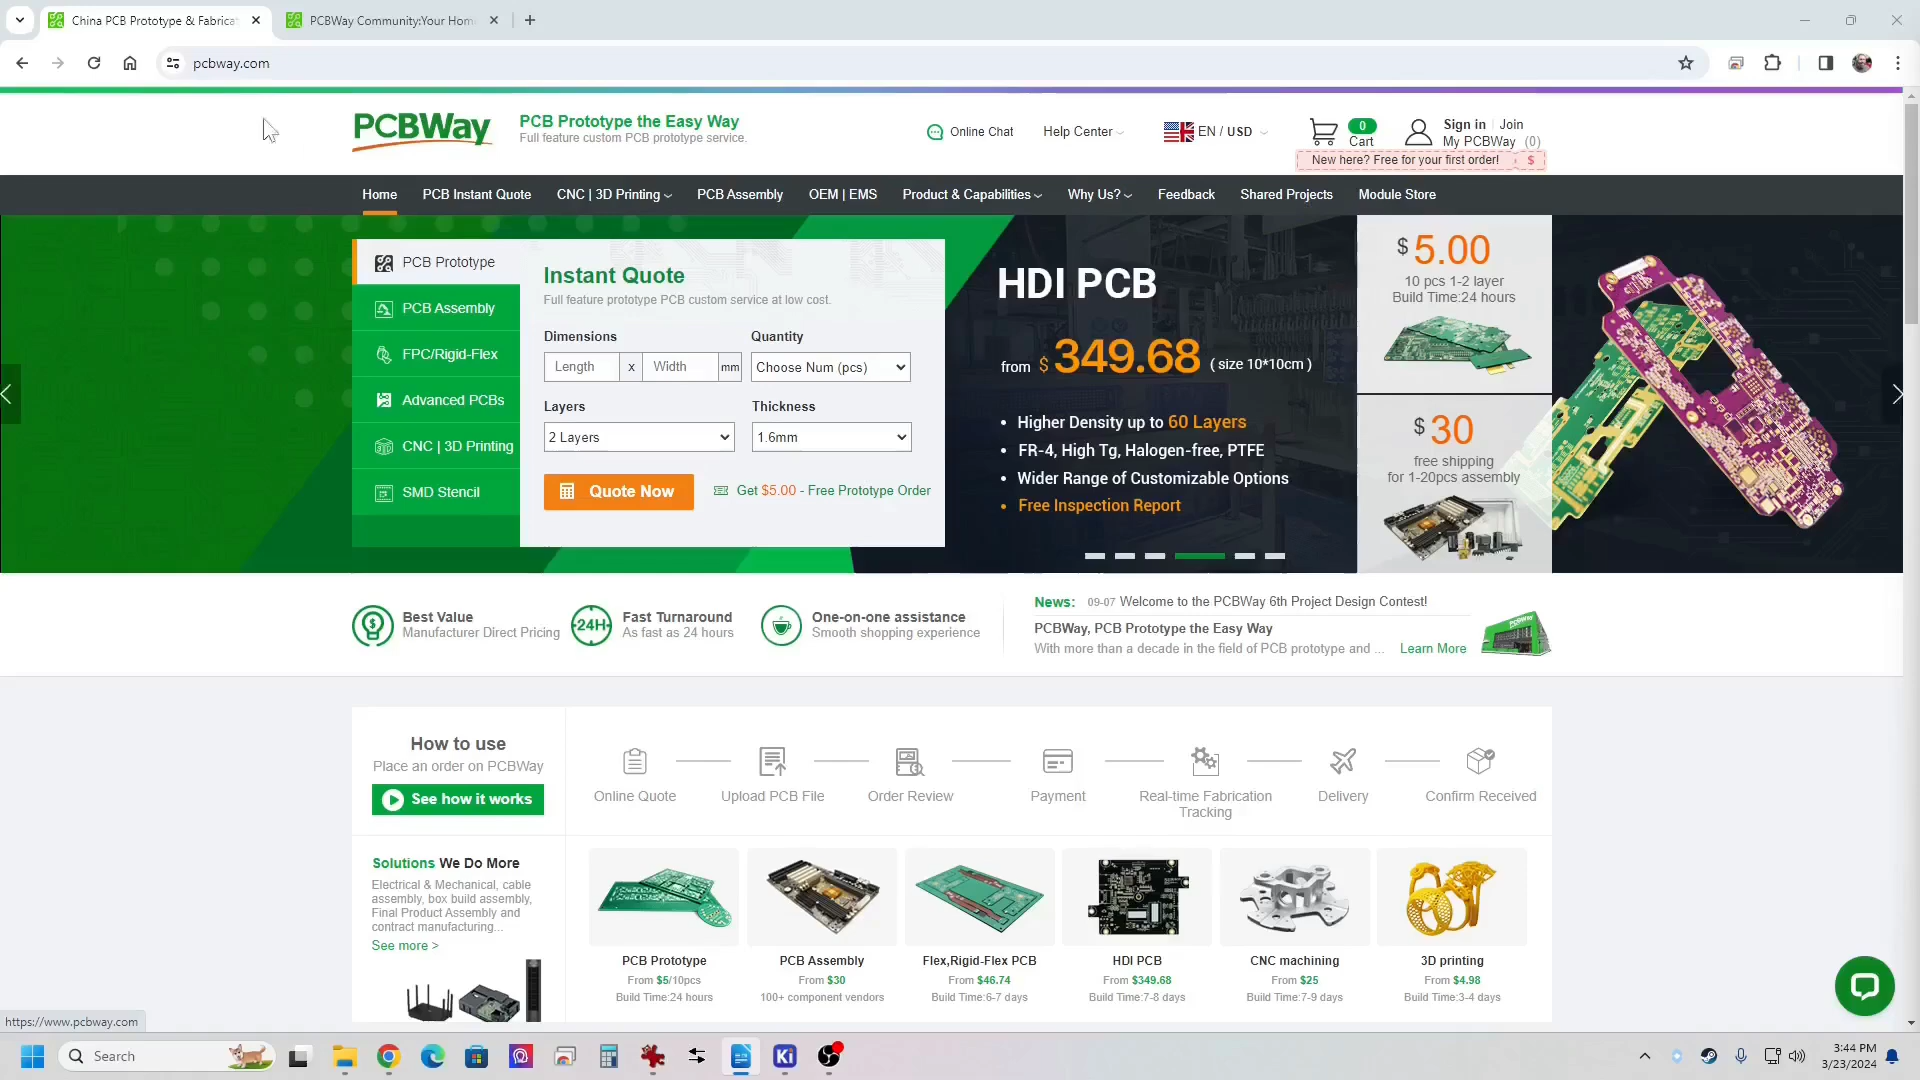 China PCB Prototype & Fabrica
PCBWay Community:Your Hom
pcbway.com
PCBWay
PCB Prototype the Easy Way
Full feature custom PCB prototype service.
Online Chat
Help Center
EN / USD
0
Cart
Sign in
Join
My PCBWay (0)
New here? Free for your first order! $
Home
PCB Instant Quote
CNC | 3D Printing
PCB Assembly
OEM | EMS
Product & Capabilities
Why Us?
Feedback
Shared Projects
Module Store
PCB Prototype
PCB Assembly
FPC/Rigid-Flex
Advanced PCBs
CNC | 3D Printing
SMD Stencil
Instant Quote
Full feature prototype PCB custom service at low cost.
Dimensions
Quantity
Length x Width mm
Choose Num (pcs)
Layers
Thickness
2 Layers
1.6mm
Quote Now
Get $5.00 - Free Prototype Order
HDI PCB
from $ 349.68 ( size 10*10cm )
• Higher Density up to 60 Layers
• FR-4, High Tg, Halogen-free, PTFE
• Wider Range of Customizable Options
• Free Inspection Report
$ 5.00
10 pcs 1-2 layer
Build Time:24 hours
$ 30
free shipping
for 1-20pcs assembly
Best Value
Manufacturer Direct Pricing
24H
Fast Turnaround
As fast as 24 hours
One-on-one assistance
Smooth shopping experience
News: 09-07 Welcome to the PCBWay 6th Project Design Contest!
PCBWay, PCB Prototype the Easy Way
With more than a decade in the field of PCB prototype and ... Learn More
How to use
Place an order on PCBWay
See how it works
Online Quote
Upload PCB File
Order Review
Payment
Real-time Fabrication
Tracking
Delivery
Confirm Received
Solutions We Do More
Electrical & Mechanical, cable
assembly, box build assembly,
Final Product Assembly and
contract manufacturing...
See more >
PCB Prototype
From $5/10pcs
Build Time:24 hours
PCB Assembly
From $30
100+ component vendors
Flex,Rigid-Flex PCB
From $46.74
Build Time:6-7 days
HDI PCB
From $349.68
Build Time:7-8 days
CNC machining
From $25
Build Time:7-9 days
3D printing
From $4.98
Build Time:3-4 days
https://www.pcbway.com
Search
Ki
3:44 PM
3/23/2024